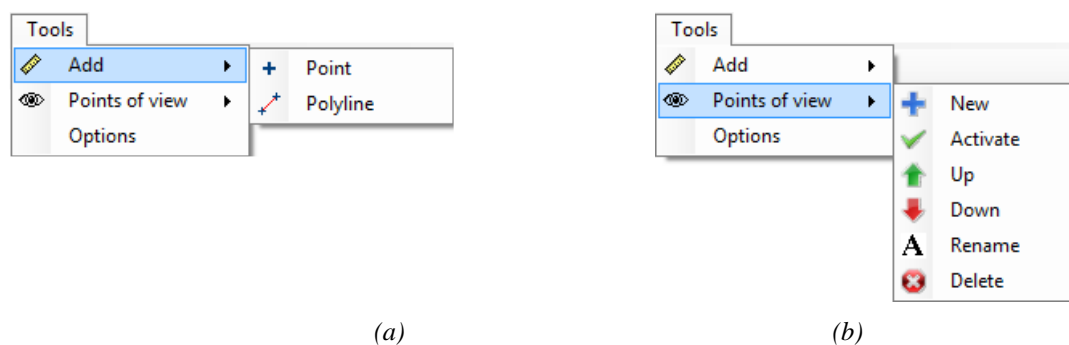 Tools
Add
Points of view
Options
Point
Polyline
Tools
Add
Points of view
Options
New
Activate
Up
Down
A Rename
Delete
(a)
(b)